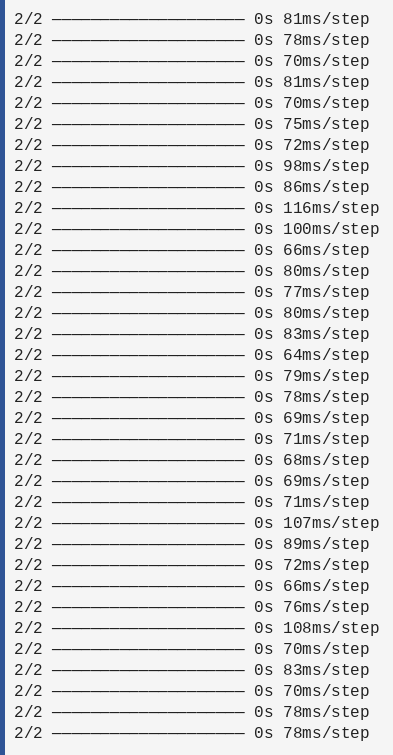 2/2 ──────────────────── 0s 81ms/step
2/2 ──────────────────── 0s 78ms/step
2/2 ──────────────────── 0s 70ms/step
2/2 ──────────────────── 0s 81ms/step
2/2 ──────────────────── 0s 70ms/step
2/2 ──────────────────── 0s 75ms/step
2/2 ──────────────────── 0s 72ms/step
2/2 ──────────────────── 0s 98ms/step
2/2 ──────────────────── 0s 86ms/step
2/2 ──────────────────── 0s 116ms/step
2/2 ──────────────────── 0s 100ms/step
2/2 ──────────────────── 0s 66ms/step
2/2 ──────────────────── 0s 80ms/step
2/2 ──────────────────── 0s 77ms/step
2/2 ──────────────────── 0s 80ms/step
2/2 ──────────────────── 0s 83ms/step
2/2 ──────────────────── 0s 64ms/step
2/2 ──────────────────── 0s 79ms/step
2/2 ──────────────────── 0s 78ms/step
2/2 ──────────────────── 0s 69ms/step
2/2 ──────────────────── 0s 71ms/step
2/2 ──────────────────── 0s 68ms/step
2/2 ──────────────────── 0s 69ms/step
2/2 ──────────────────── 0s 71ms/step
2/2 ──────────────────── 0s 107ms/step
2/2 ──────────────────── 0s 89ms/step
2/2 ──────────────────── 0s 72ms/step
2/2 ──────────────────── 0s 66ms/step
2/2 ──────────────────── 0s 76ms/step
2/2 ──────────────────── 0s 108ms/step
2/2 ──────────────────── 0s 70ms/step
2/2 ──────────────────── 0s 83ms/step
2/2 ──────────────────── 0s 70ms/step
2/2 ──────────────────── 0s 78ms/step
2/2 ──────────────────── 0s 78ms/step